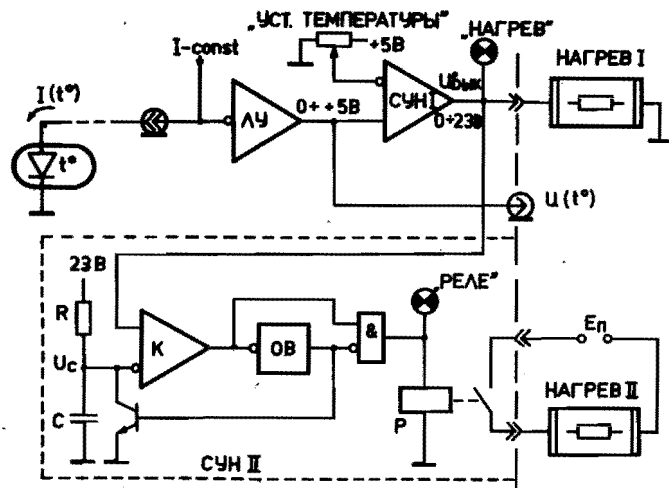 „УСТ. ТЕМПЕРАТУРЫ"
I-const
+5В
„НАГРЕВ"
НАГРЕВ I
I(t°)
t°
ЛУ
0÷+5В
СУН I
Uвых
0÷23В
U(t°)
23В
R
Uc
C
К
ОВ
&
„РЕЛЕ"
Р
Eп
НАГРЕВ II
СУН II